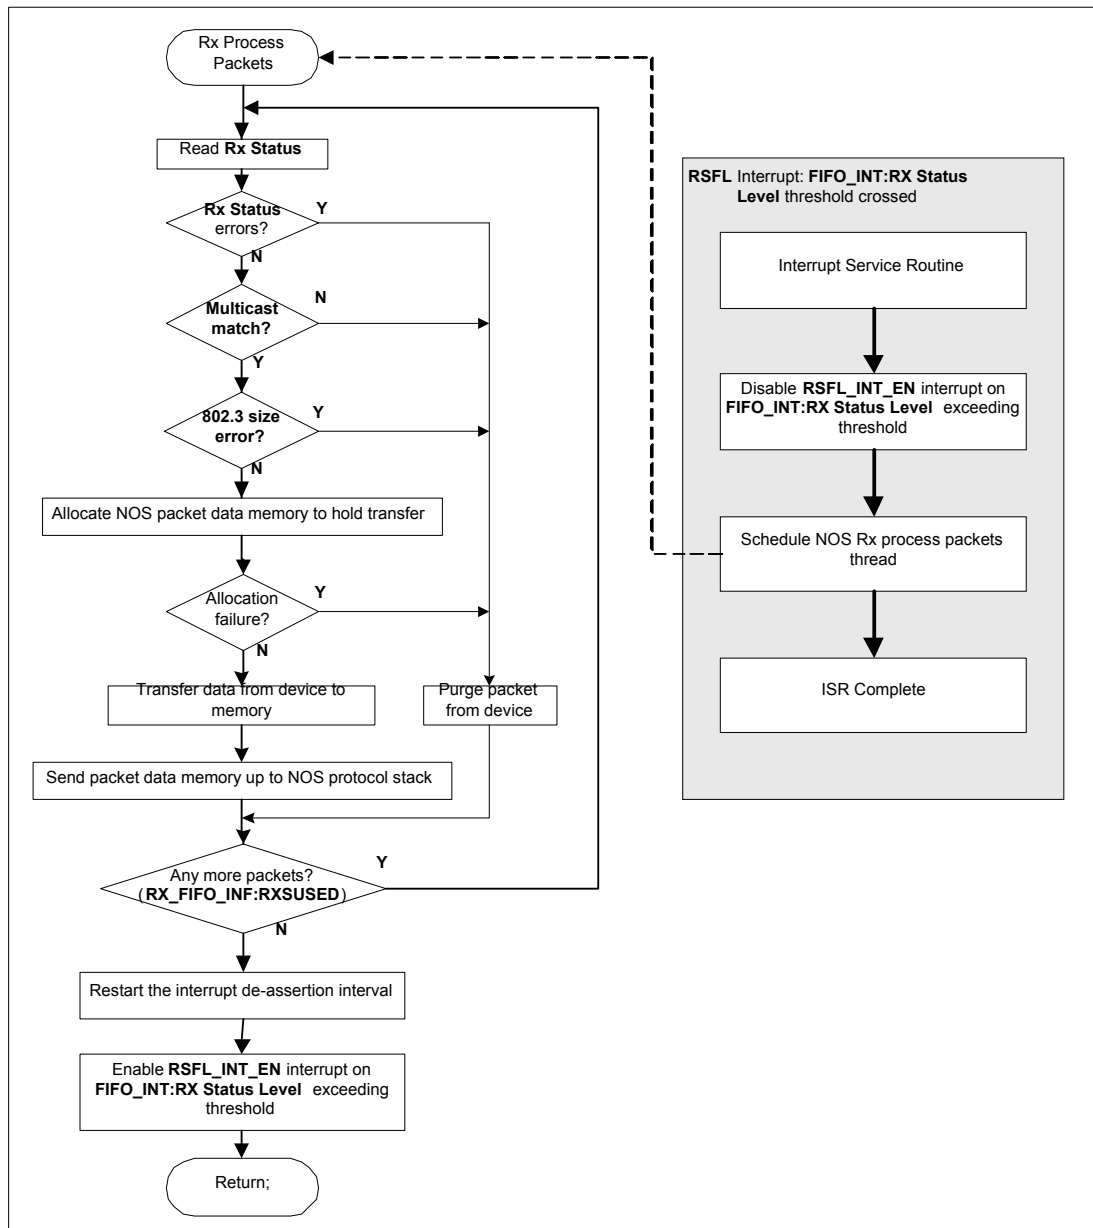 Rx Process
Packets
Read Rx Status
Rx Status
errors?
Y
N
Multicast
match?
N
Y
802.3 size
error?
Y
N
Allocate NOS packet data memory to hold transfer
Allocation
failure?
Y
N
Transfer data from device to
memory
Purge packet
from device
Send packet data memory up to NOS protocol stack
Any more packets?
(RX_FIFO_INF:RXSUSED)
Y
N
Restart the interrupt de-assertion interval
Enable RSFL_INT_EN interrupt on
FIFO_INT:RX Status Level exceeding
threshold
Return;
RSFL Interrupt: FIFO_INT:RX Status
Level threshold crossed
Interrupt Service Routine
Disable RSFL_INT_EN interrupt on
FIFO_INT:RX Status Level exceeding
threshold
Schedule NOS Rx process packets
thread
ISR Complete